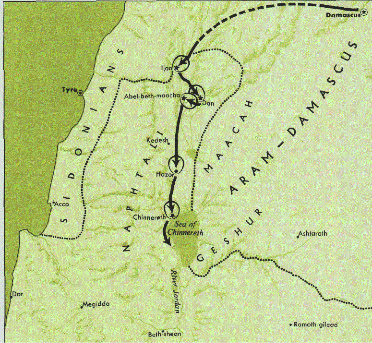 Damascus
Ijon
Tyre
Abel-beth-maacha
Dan
SIDONIANS
Kedesh
MAACAH
ARAM-DAMASCUS
NAPHTALI
Hazor
Acco
Chinnereth
Sea of
Chinnereth
GESHUR
Ashtaroth
River Jordan
Dor
Megiddo
Beth-shean
Ramoth-gilead